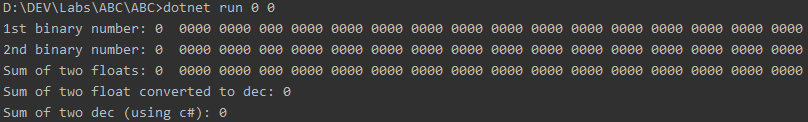 D:\DEV\Labs\ABC\ABC>dotnet run 0 0
1st binary number: 0  0000 0000 000 0000 0000 0000 0000 0000 0000 0000 0000 0000 0000 0000 0000 0000
2nd binary number: 0  0000 0000 000 0000 0000 0000 0000 0000 0000 0000 0000 0000 0000 0000 0000 0000
Sum of two floats: 0  0000 0000 000 0000 0000 0000 0000 0000 0000 0000 0000 0000 0000 0000 0000 0000
Sum of two float converted to dec: 0
Sum of two dec (using c#): 0